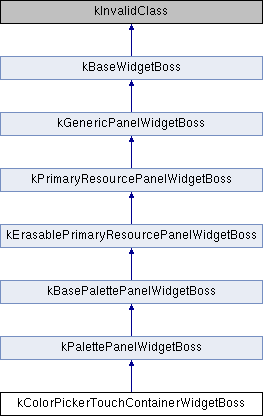 kInvalidClass
kBaseWidgetBoss
kGenericPanelWidgetBoss
kPrimaryResourcePanelWidgetBoss
kErasablePrimaryResourcePanelWidgetBoss
kBasePalettePanelWidgetBoss
kPalettePanelWidgetBoss
kColorPickerTouchContainerWidgetBoss